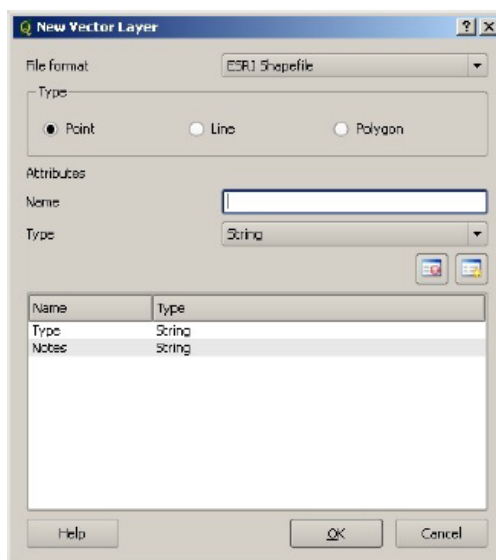 New Vector Layer
File format ESRI Shapefile
Type
Point Line Polygon
Attributes
Name
Type String
Name Type
Type String
Notes String
Help OK Cancel